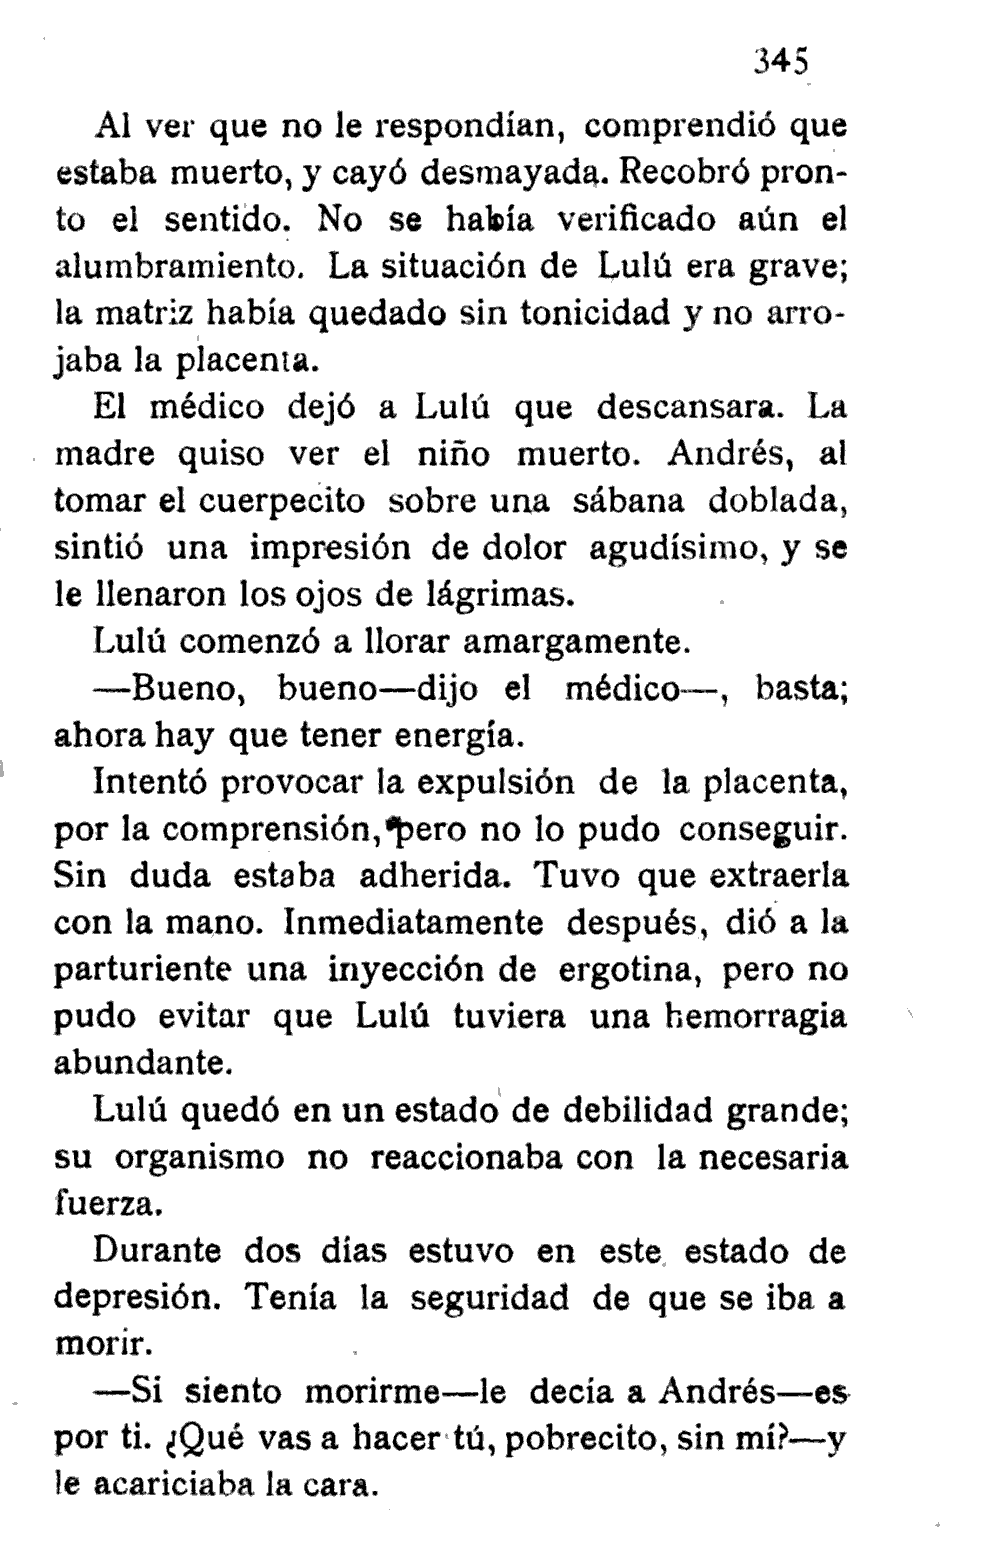 345
Al ver que no le respondían, comprendió que
estaba muerto, y cayó desmayada. Recobró pron-
to el sentido. No se había verificado aún el
alumbramiento. La situación de Lulú era grave;
la matriz había quedado sin tonicidad y no arro-
jaba la placenta.
El médico dejó a Lulú que descansara. La
madre quiso ver el niño muerto. Andrés, al
tomar el cuerpecito sobre una sábana doblada,
sintió una impresión de dolor agudísimo, y se
le llenaron los ojos de lágrimas.
Lulú comenzó a llorar amargamente.
—Bueno, bueno—dijo el médico—, basta;
ahora hay que tener energía.
Intentó provocar la expulsión de la placenta,
por la comprensión, pero no lo pudo conseguir.
Sin duda estaba adherida. Tuvo que extraerla
con la mano. Inmediatamente después, dió a la
parturiente una inyección de ergotina, pero no
pudo evitar que Lulú tuviera una hemorragia
abundante.
Lulú quedó en un estado de debilidad grande;
su organismo no reaccionaba con la necesaria
fuerza.
Durante dos días estuvo en este estado de
depresión. Tenía la seguridad de que se iba a
morir.
—Si siento morirme—le decía a Andrés—es
por ti. ¿Qué vas a hacer tú, pobrecito, sin mí?—y
le acariciaba la cara.